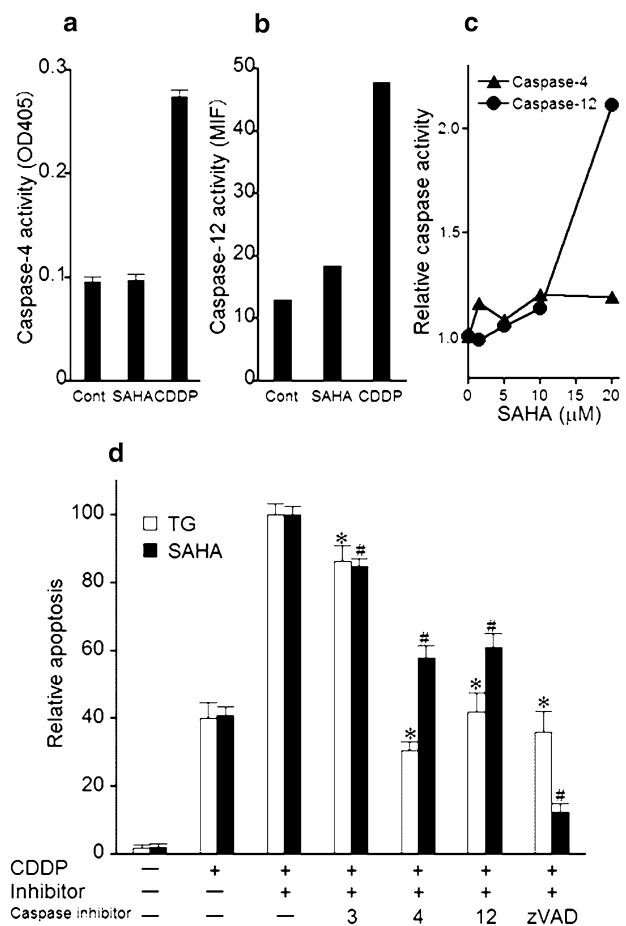 a
b
c
Caspase-4 activity (OD405)
0.3
0.2
0.1
0
Cont SAHA CDDP
Caspase-12 activity (MIF)
50
40
30
20
10
0
Cont SAHA CDDP
Relative caspase activity
Caspase-4
Caspase-12
2.0
1.5
1.0
0 5 10 15 20
SAHA (μM)
d
Relative apoptosis
100
80
60
40
20
0
TG
SAHA
* # * # * # * #
CDDP — + + + + + +
Inhibitor — — + + + + +
Caspase inhibitor — — — 3 4 12 zVAD